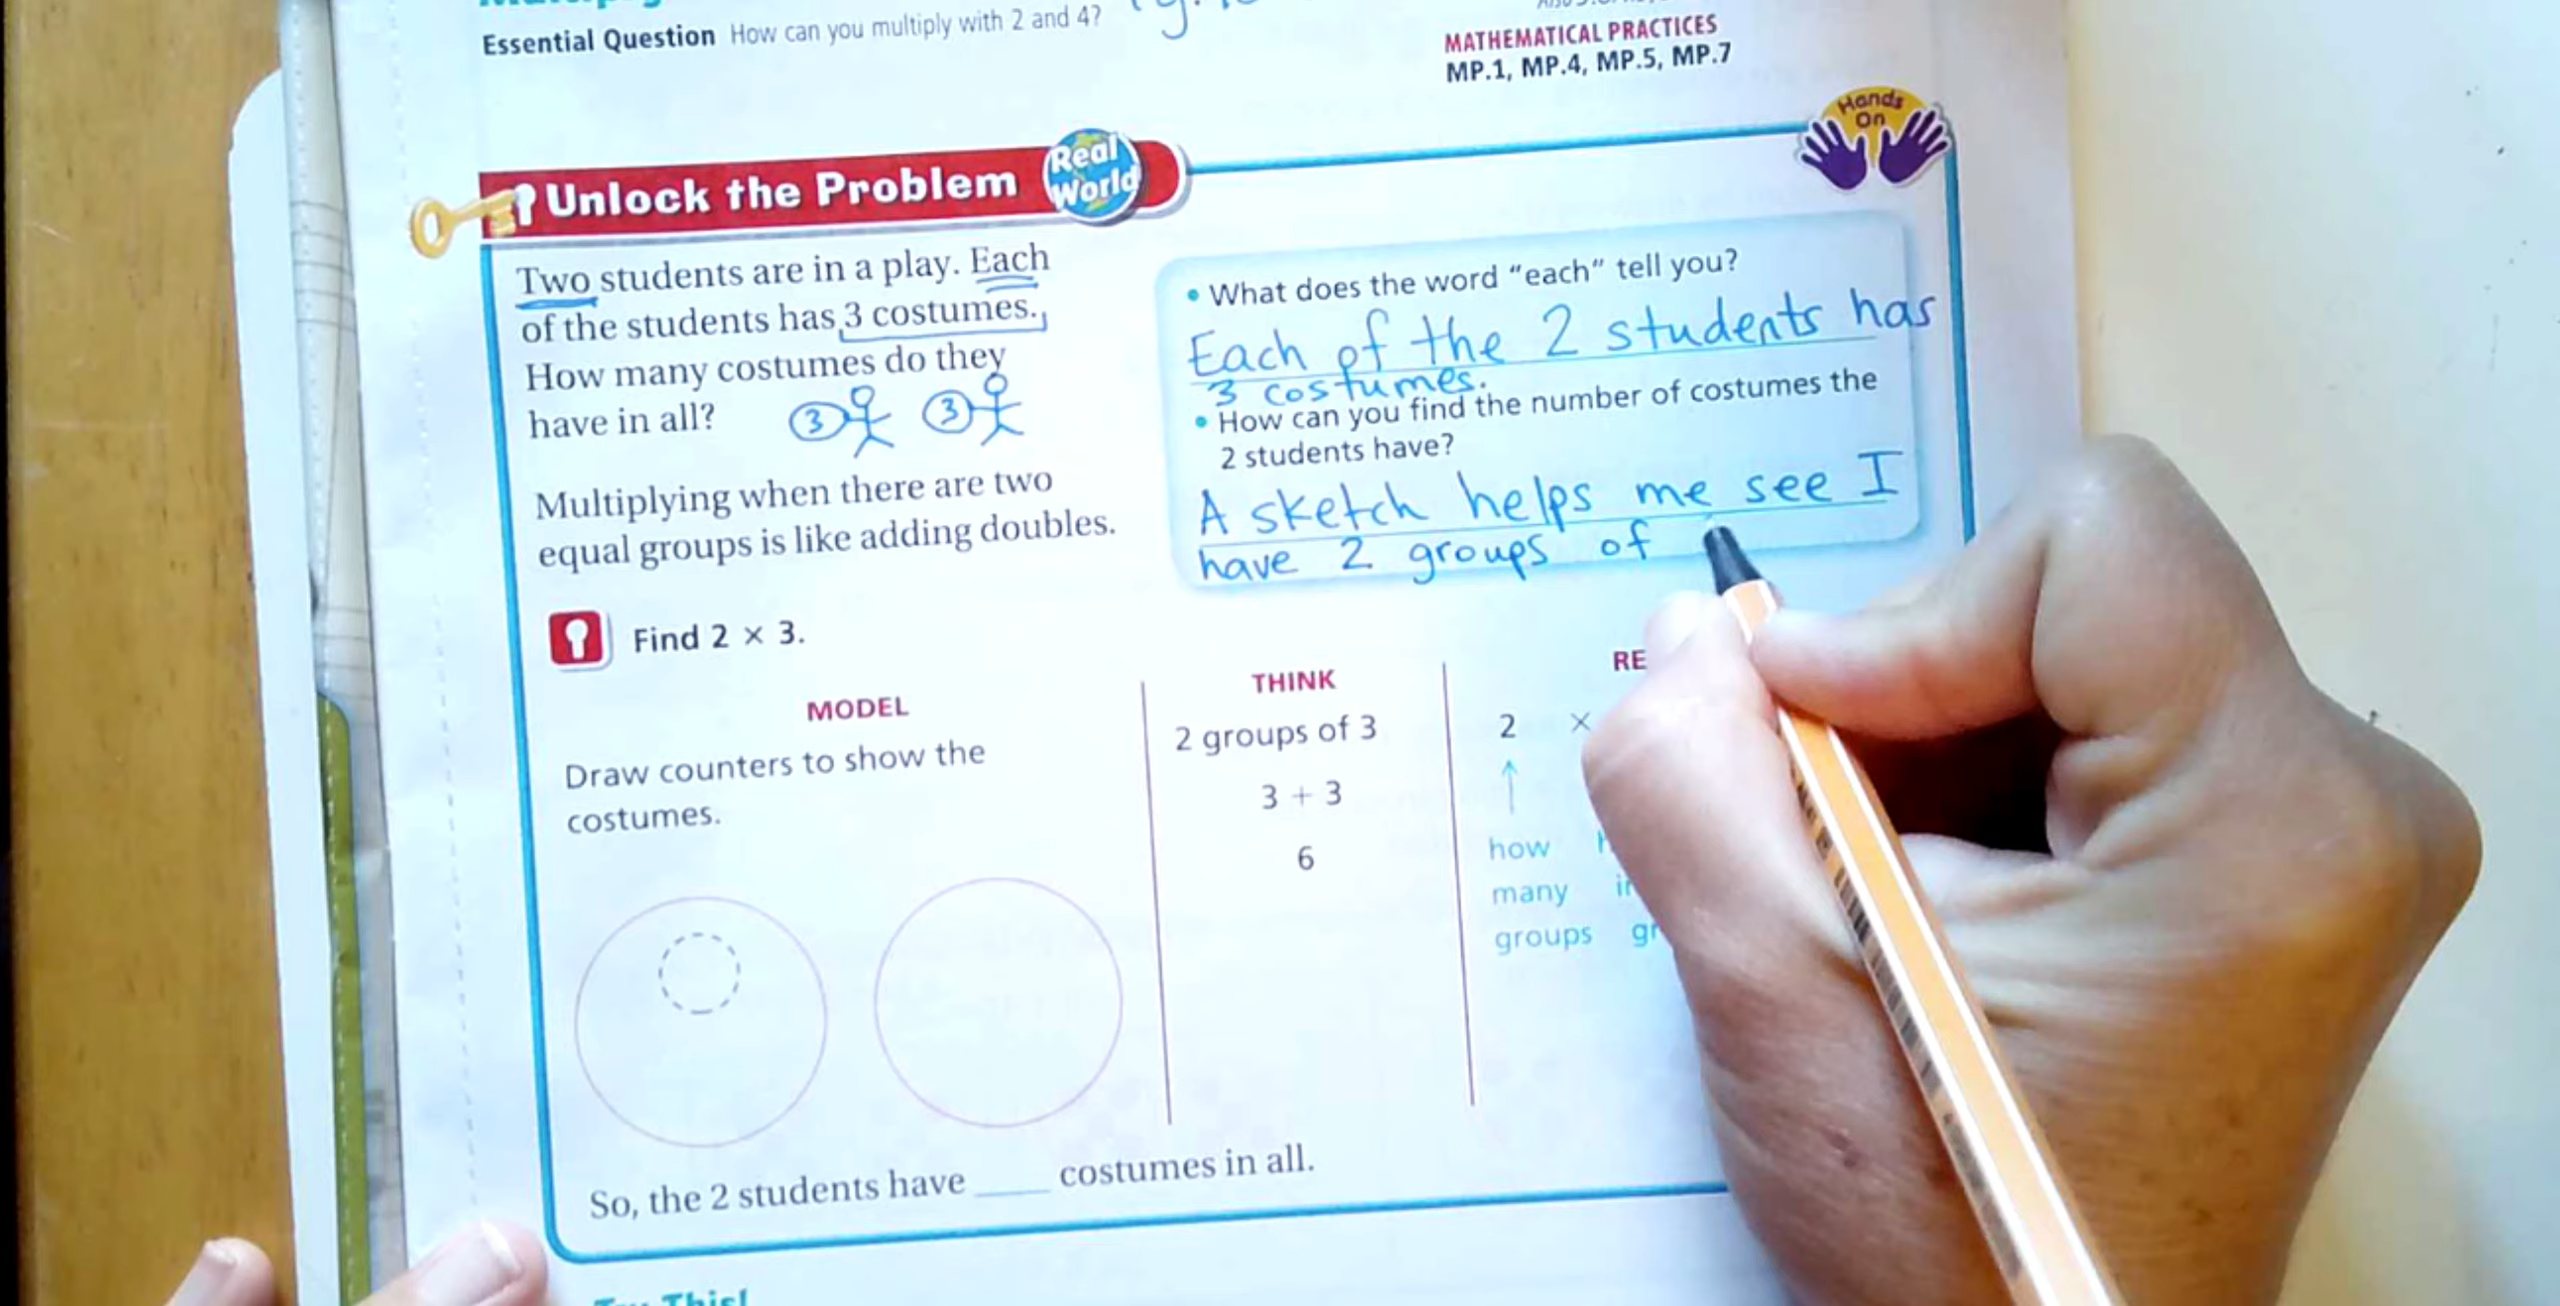 Essential Question How can you multiply with 2 and 4?
MATHEMATICAL PRACTICES
MP.1, MP.4, MP.5, MP.7
Hands
On
Unlock the Problem
Real
World
Two students are in a play. Each
of the students has 3 costumes.
How many costumes do they
have in all?
3 3
Multiplying when there are two
equal groups is like adding doubles.
• What does the word “each” tell you?
Each of the 2 students has
3 costumes.
• How can you find the number of costumes the
2 students have?
A sketch helps me see I
have 2 groups of
Find 2 × 3.
MODEL
Draw counters to show the
costumes.
THINK
2 groups of 3
3 + 3
6
2 ×
how
many
groups
So, the 2 students have ____ costumes in all.